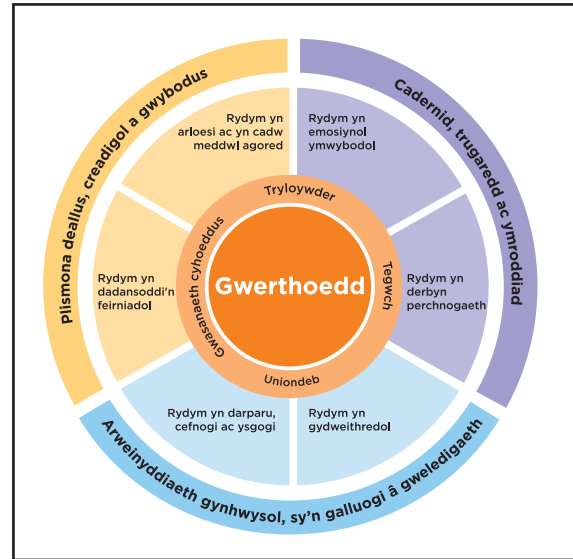 Plismona deallus, creadigol a gwybodus
Cadernid, trugaredd ac ymroddiad
Rydym yn
arloesi ac yn cadw
meddwl agored
Rydym yn
emosiynol
ymwybodol
Rydym yn
dadansoddi'n
feirniadol
Rydym yn
derbyn
perchnogaeth
Tryloywder
Gwasanaeth cyhoeddus
Gwerthoedd
Tegwch
Uniondeb
Rydym yn darparu,
cefnogi ac ysgogi
Rydym yn
gydweithredol
Arweinyddiaeth gynhwysol, sy'n galluogi â gweledigaeth